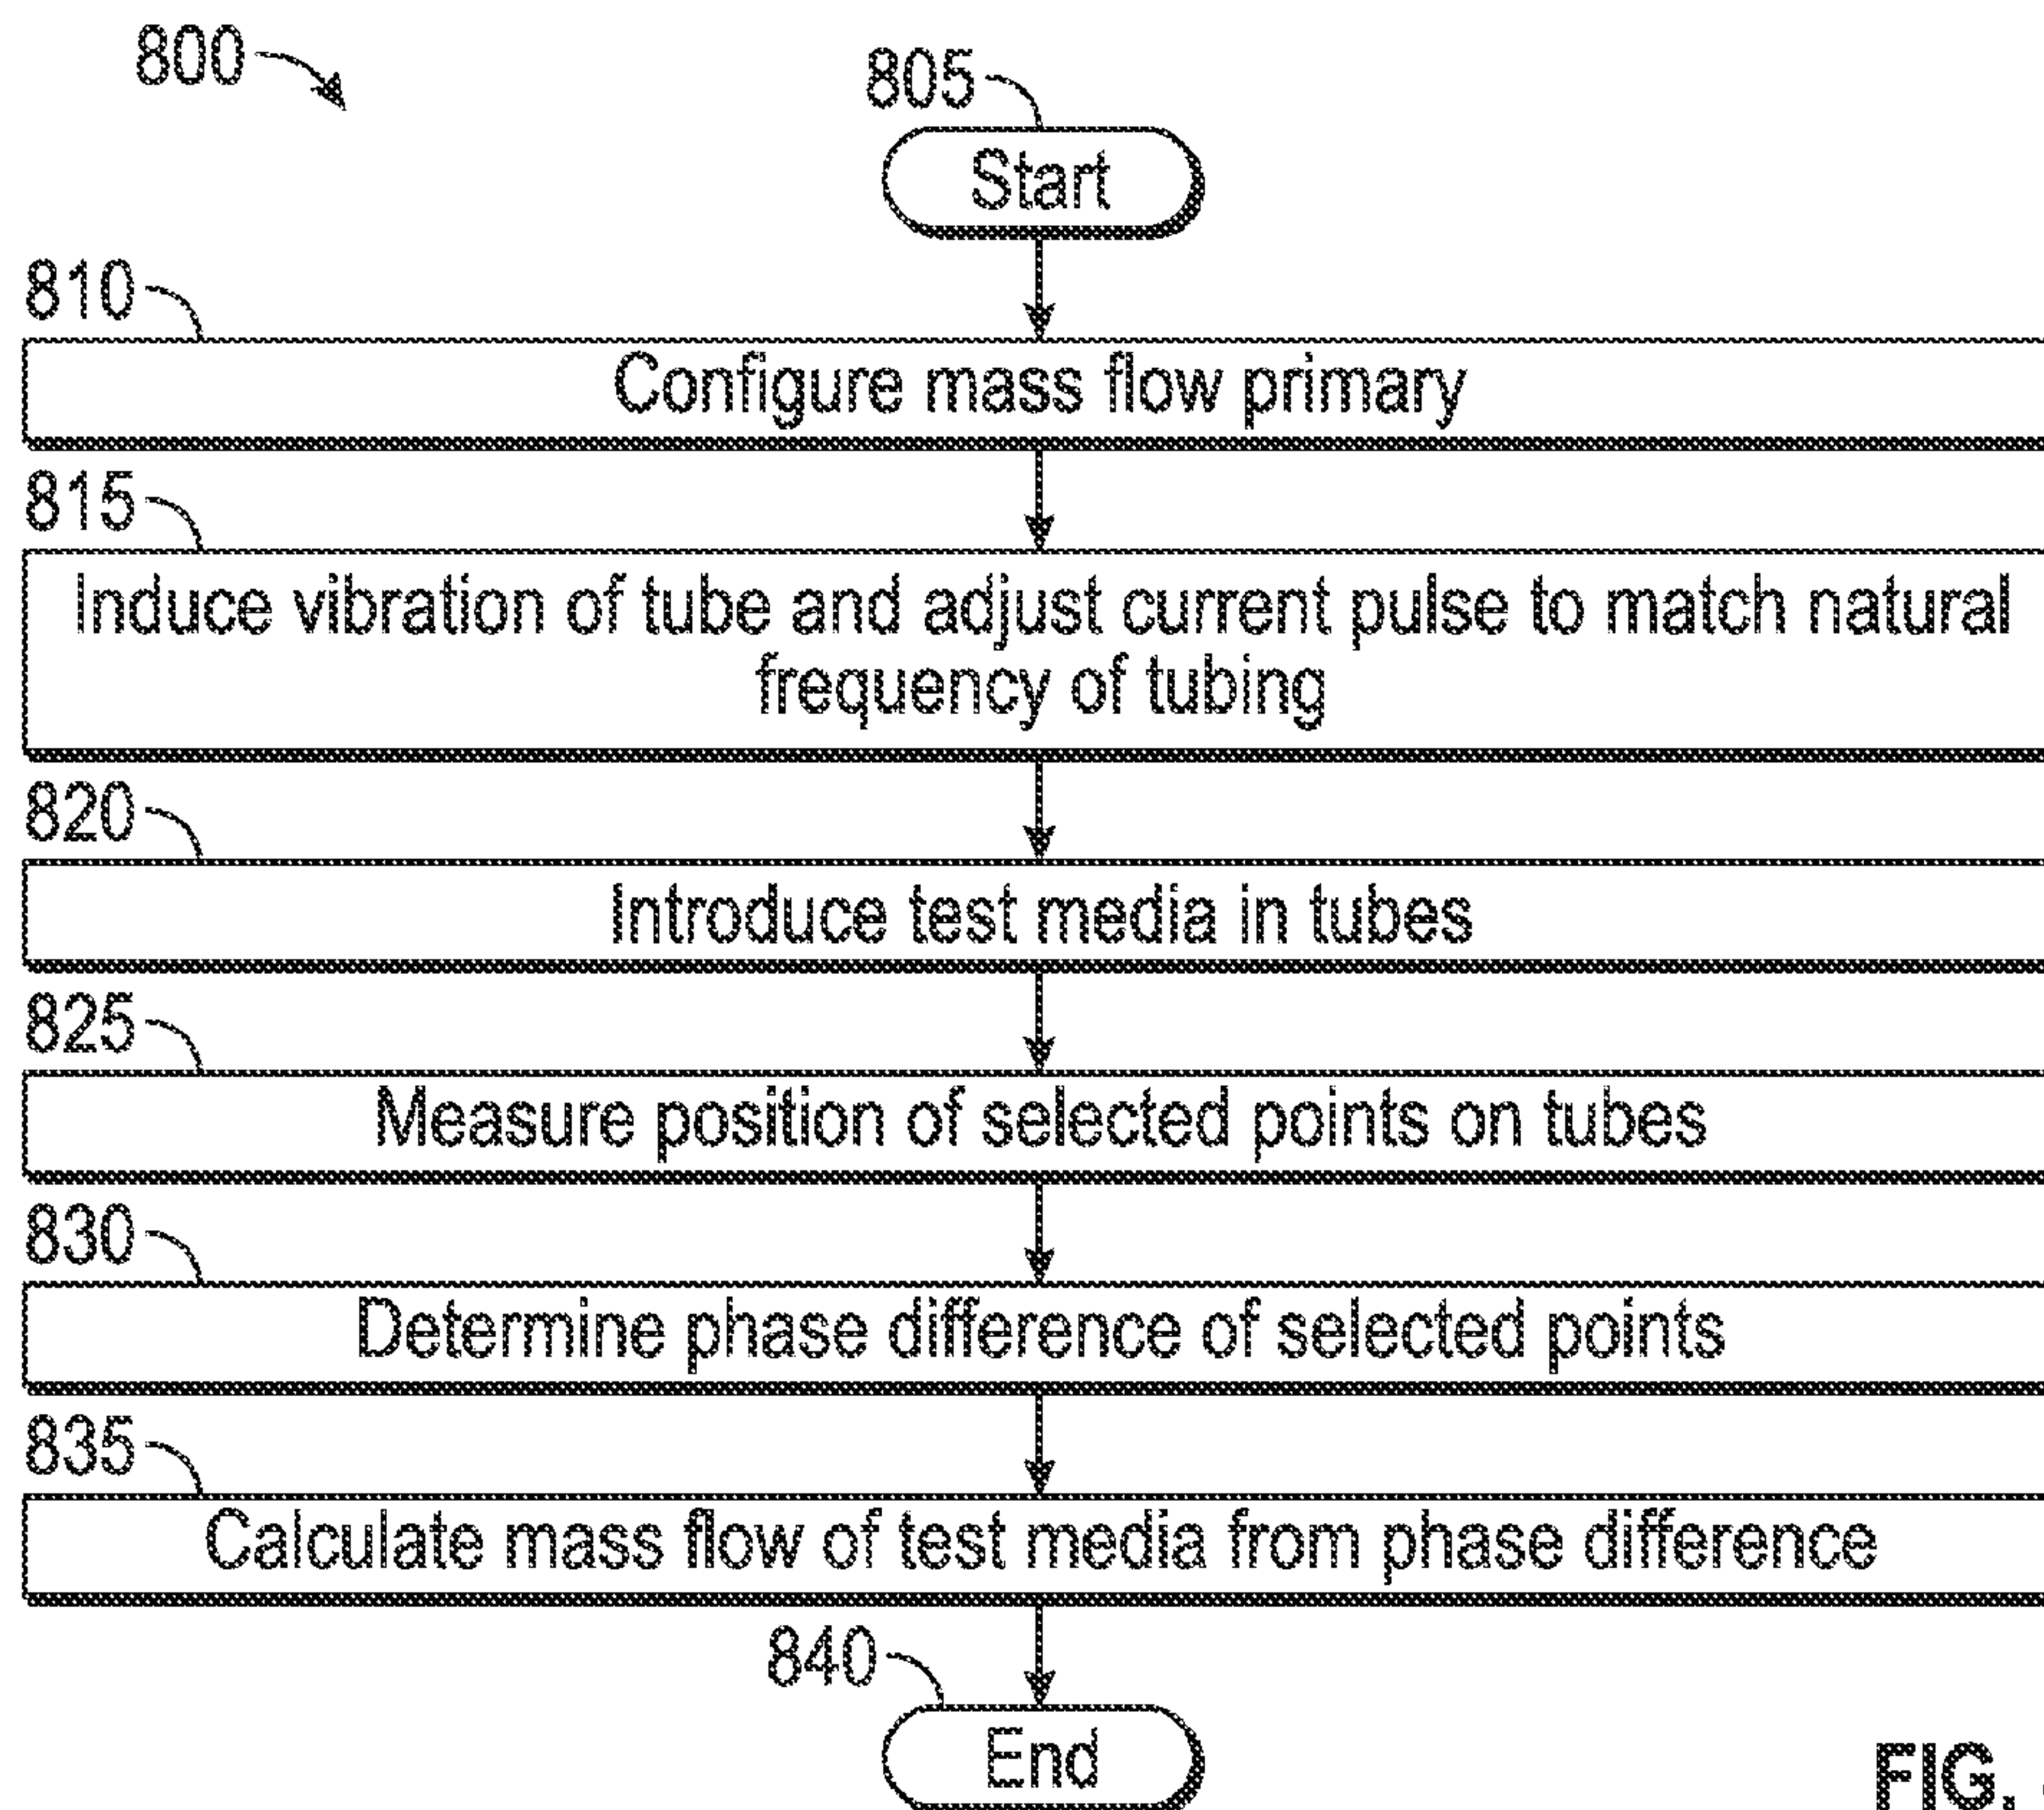 800
805
Start
810
Configure mass flow primary
815
Induce vibration of tube and adjust current pulse to match natural
frequency of tubing
820
Introduce test media in tubes
825
Measure position of selected points on tubes
830
Determine phase difference of selected points
835
Calculate mass flow of test media from phase difference
840
End
FIG.